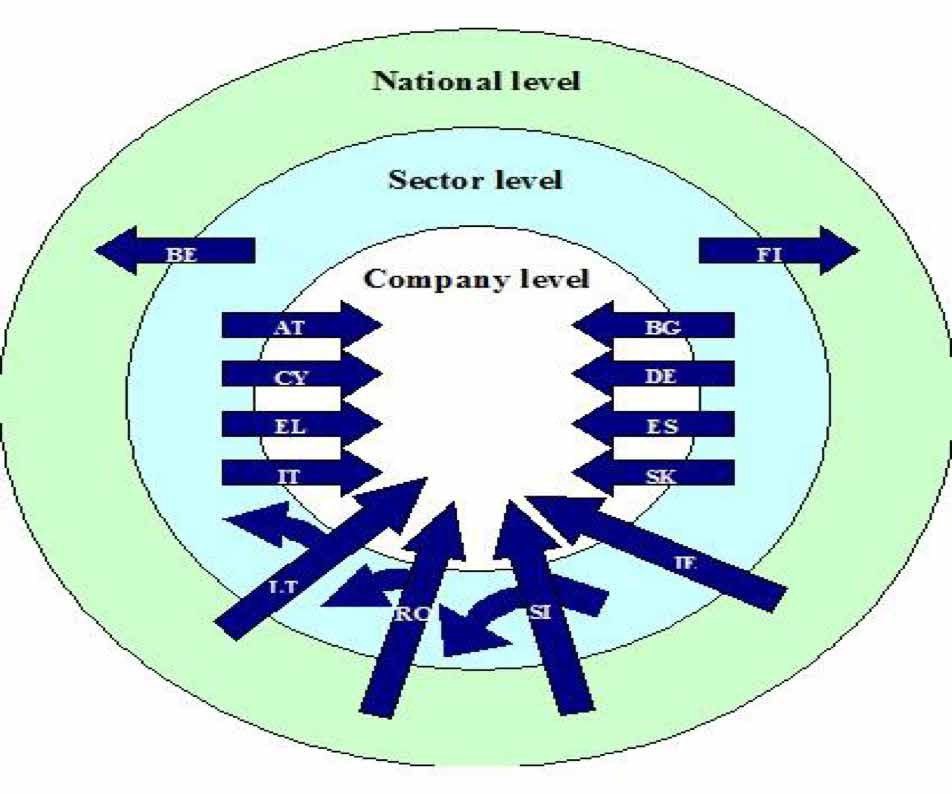 National level
Sector level
BE
FI
Company level
AT
BG
CY
DE
EL
ES
IT
SK
LT
IE
RO
SI